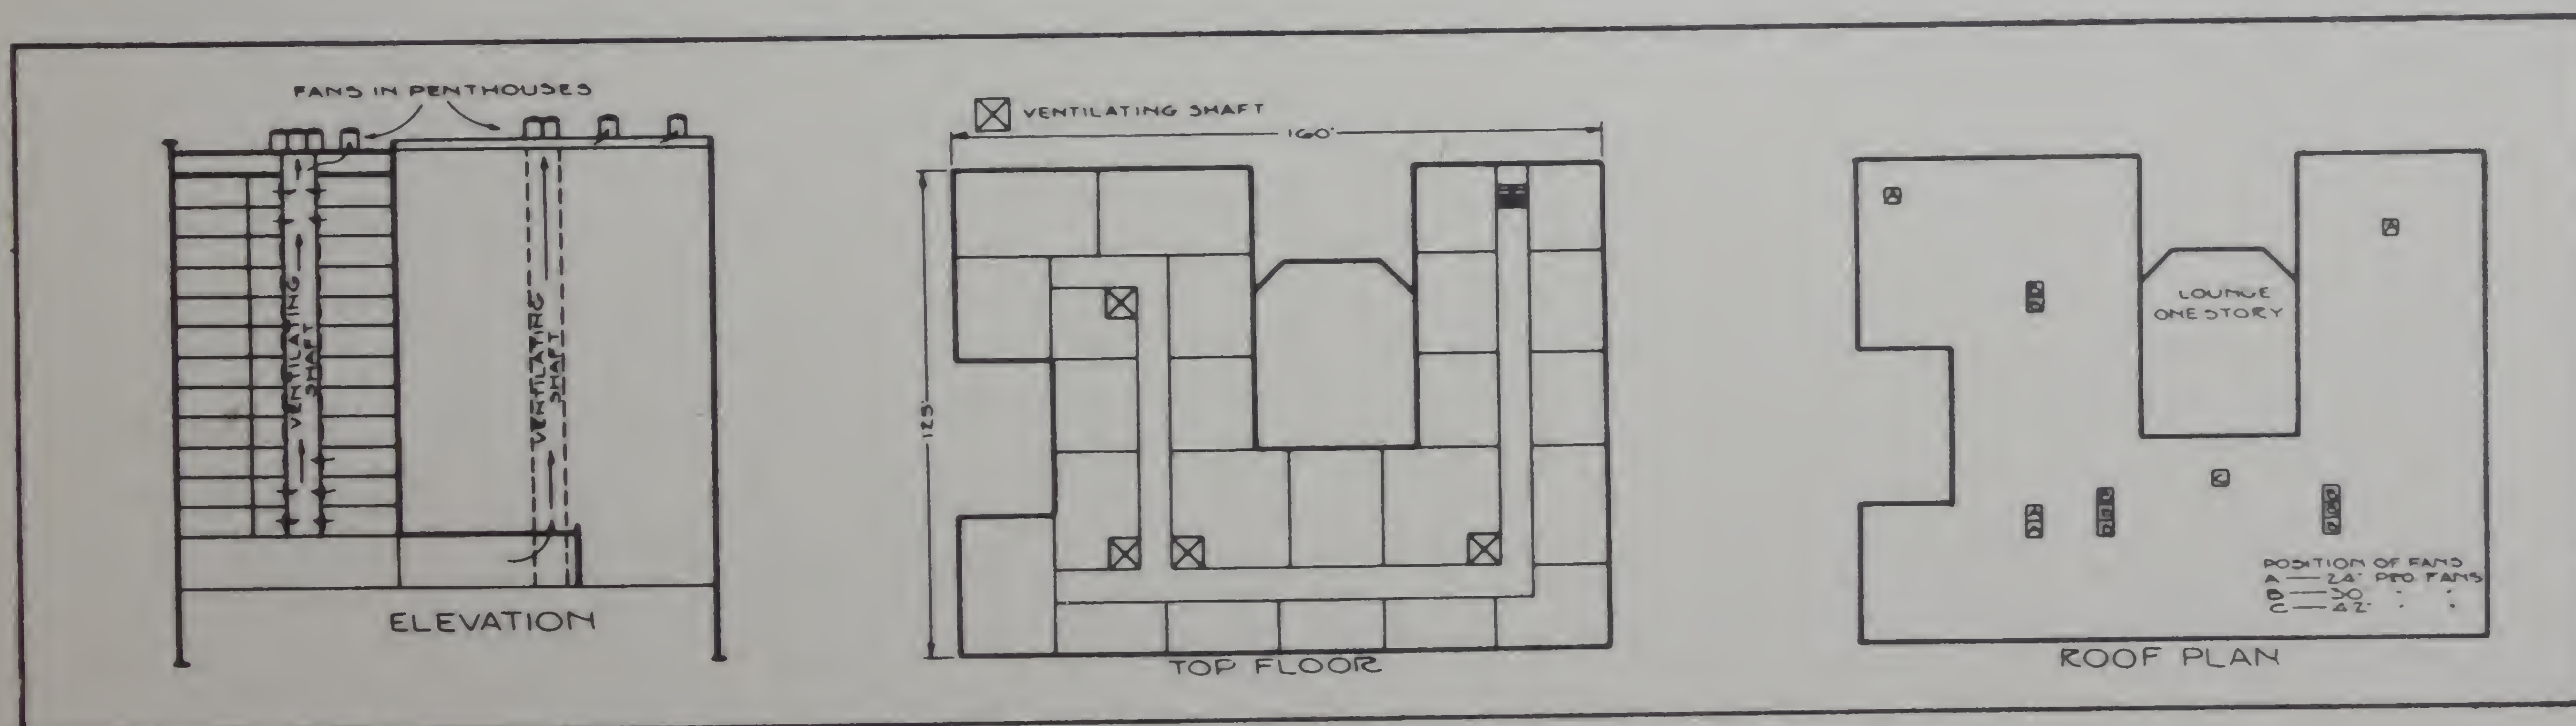 FANS IN PENTHOUSES
VENTILATING
SHAFT
VENTILATING
SHAFT
ELEVATION
VENTILATING SHAFT
160'
125'
TOP FLOOR
A
A
LOUNGE
ONE STORY
C
POSITION OF FANS
A — 24" FANS
B — 30" " "
C — 42" " "
ROOF PLAN